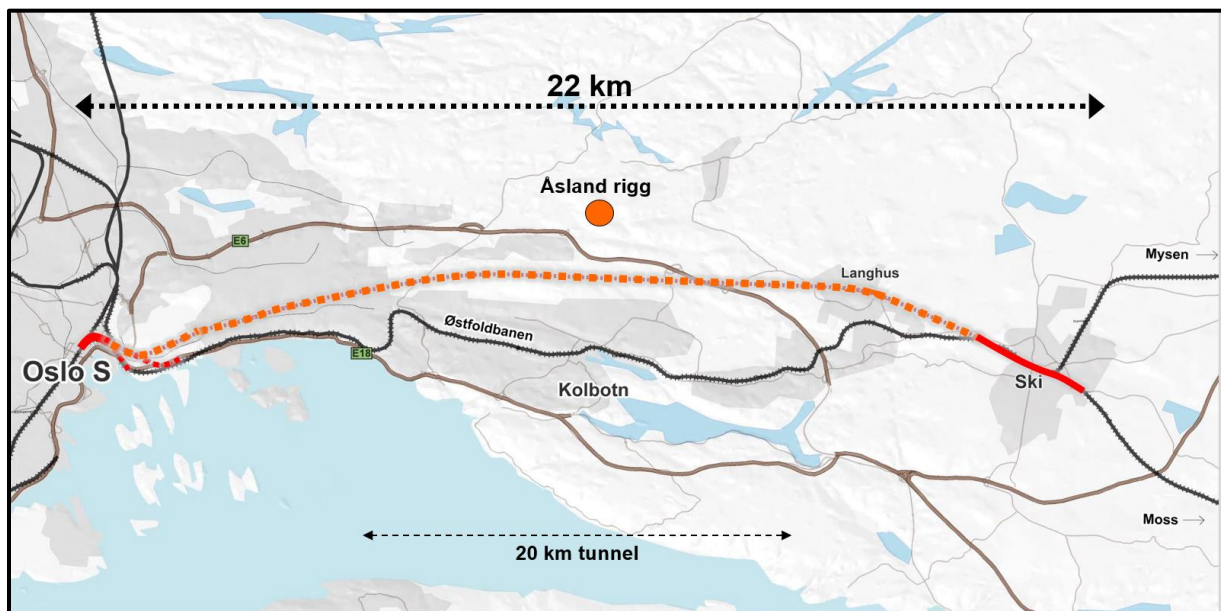 22 km
Åsland rigg
E6
Mysen →
Langhus
Østfoldbanen
E18
Oslo S
Ski
Kolbotn
Moss →
20 km tunnel